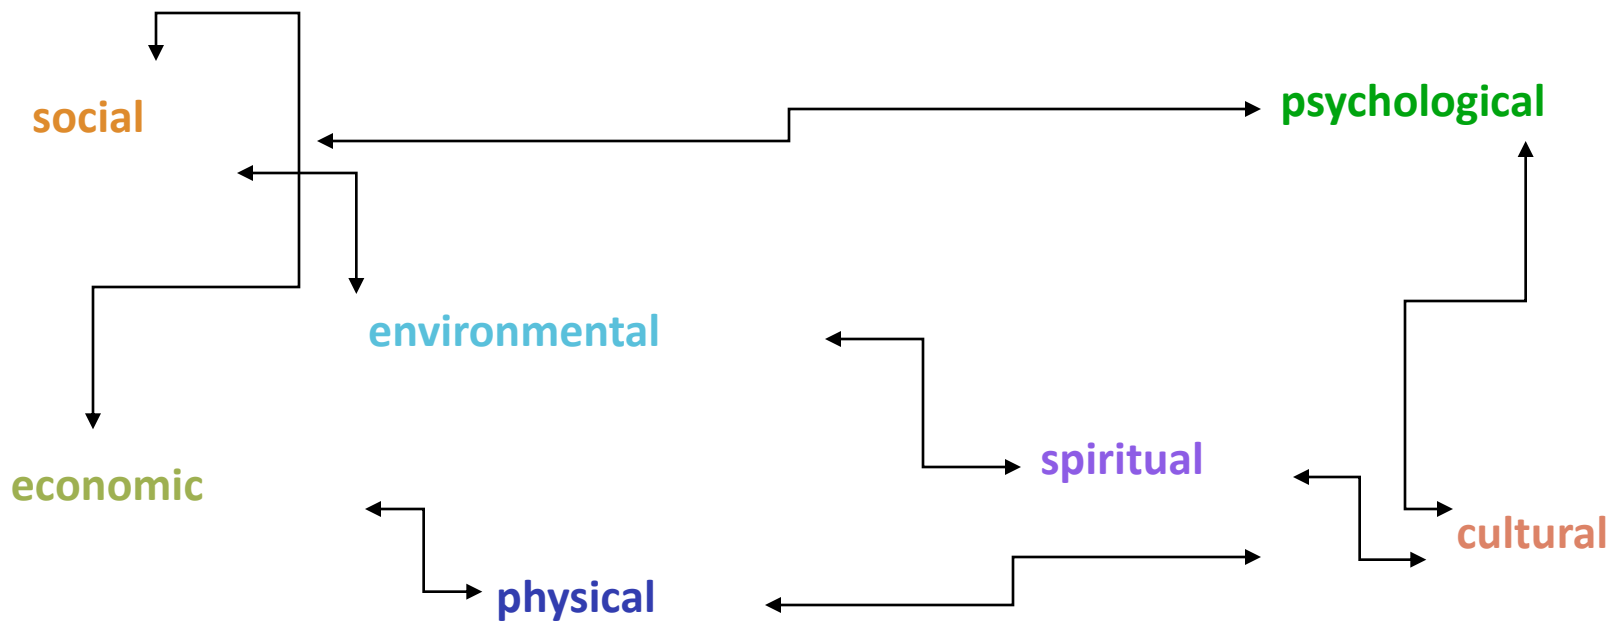 social
psychological
environmental
spiritual
economic
cultural
physical